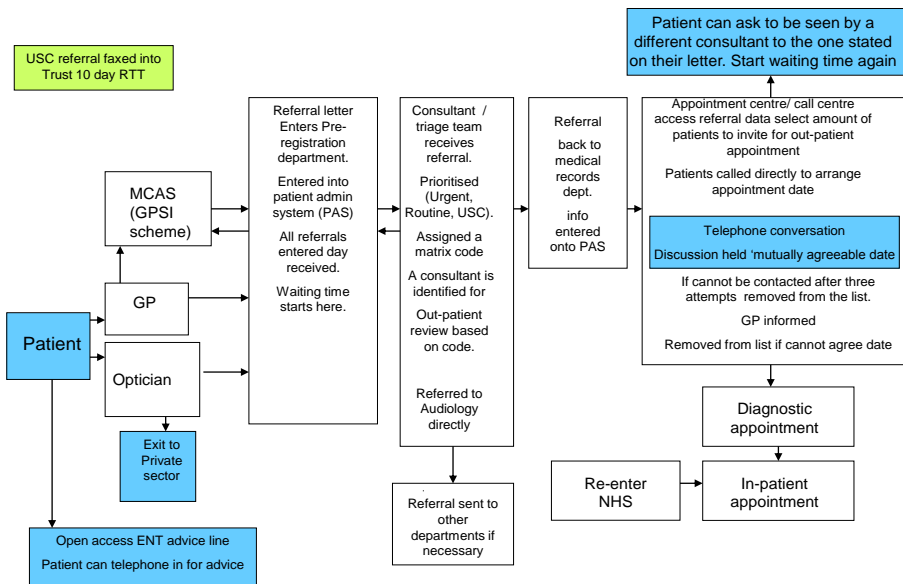 USC referral faxed into
Trust 10 day RTT
Patient can ask to be seen by a
different consultant to the one stated
on their letter. Start waiting time again
MCAS
(GPSI
scheme)
GP
Patient
Optician
Exit to
Private
sector
Open access ENT advice line
Patient can telephone in for advice
Referral letter
Enters Pre-
registration
department.
Entered into
patient admin
system (PAS)
All referrals
entered day
received.
Waiting time
starts here.
Consultant /
triage team
receives
referral.
Prioritised
(Urgent,
Routine, USC).
Assigned a
matrix code
A consultant is
identified for
Out-patient
review based
on code.
Referred to
Audiology
directly
Referral sent to
other
departments if
necessary
Referral
back to
medical
records
dept.
info
entered
onto PAS
Appointment centre/ call centre
access referral data select amount of
patients to invite for out-patient
appointment
Patients called directly to arrange
appointment date
Telephone conversation
Discussion held ‘mutually agreeable date
If cannot be contacted after three
attempts removed from the list.
GP informed
Removed from list if cannot agree date
Diagnostic
appointment
Re-enter
NHS
In-patient
appointment